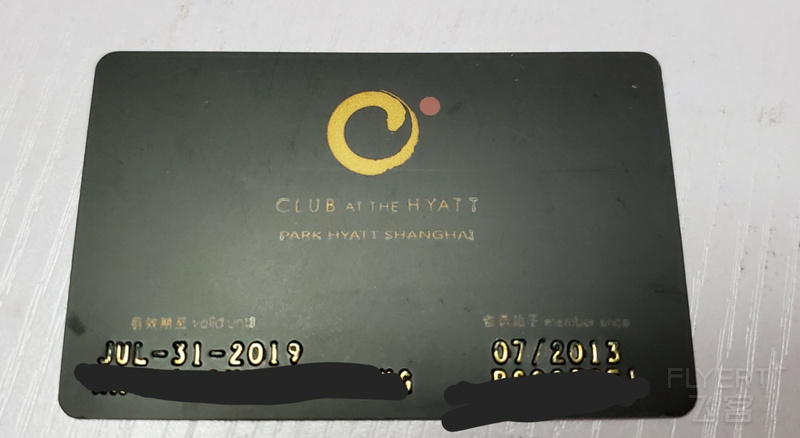 CLUB AT THE HYATT
PARK HYATT SHANGHAI
有效期至 valid until
会员始于 member since
JUL-31-2019
07/2013
FLYERT
飞客